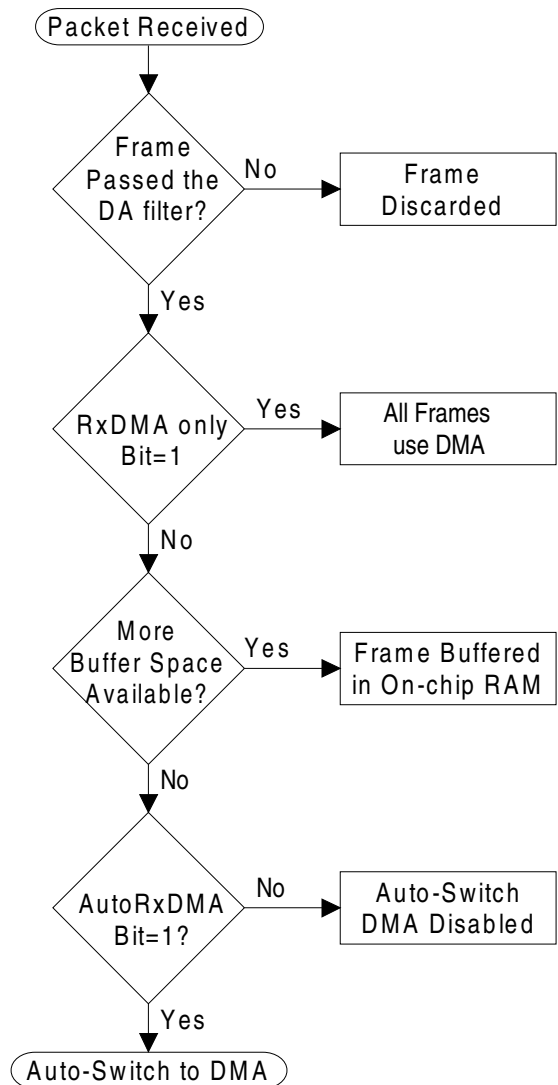 Packet Received
Frame
Passed the
DA filter?
No
Frame
Discarded
Yes
RxDMA only
Bit=1
Yes
All Frames
use DMA
No
More
Buffer Space
Available?
Yes
Frame Buffered
in On-chip RAM
No
AutoRxDMA
Bit=1?
No
Auto-Switch
DMA Disabled
Yes
Auto-Switch to DMA